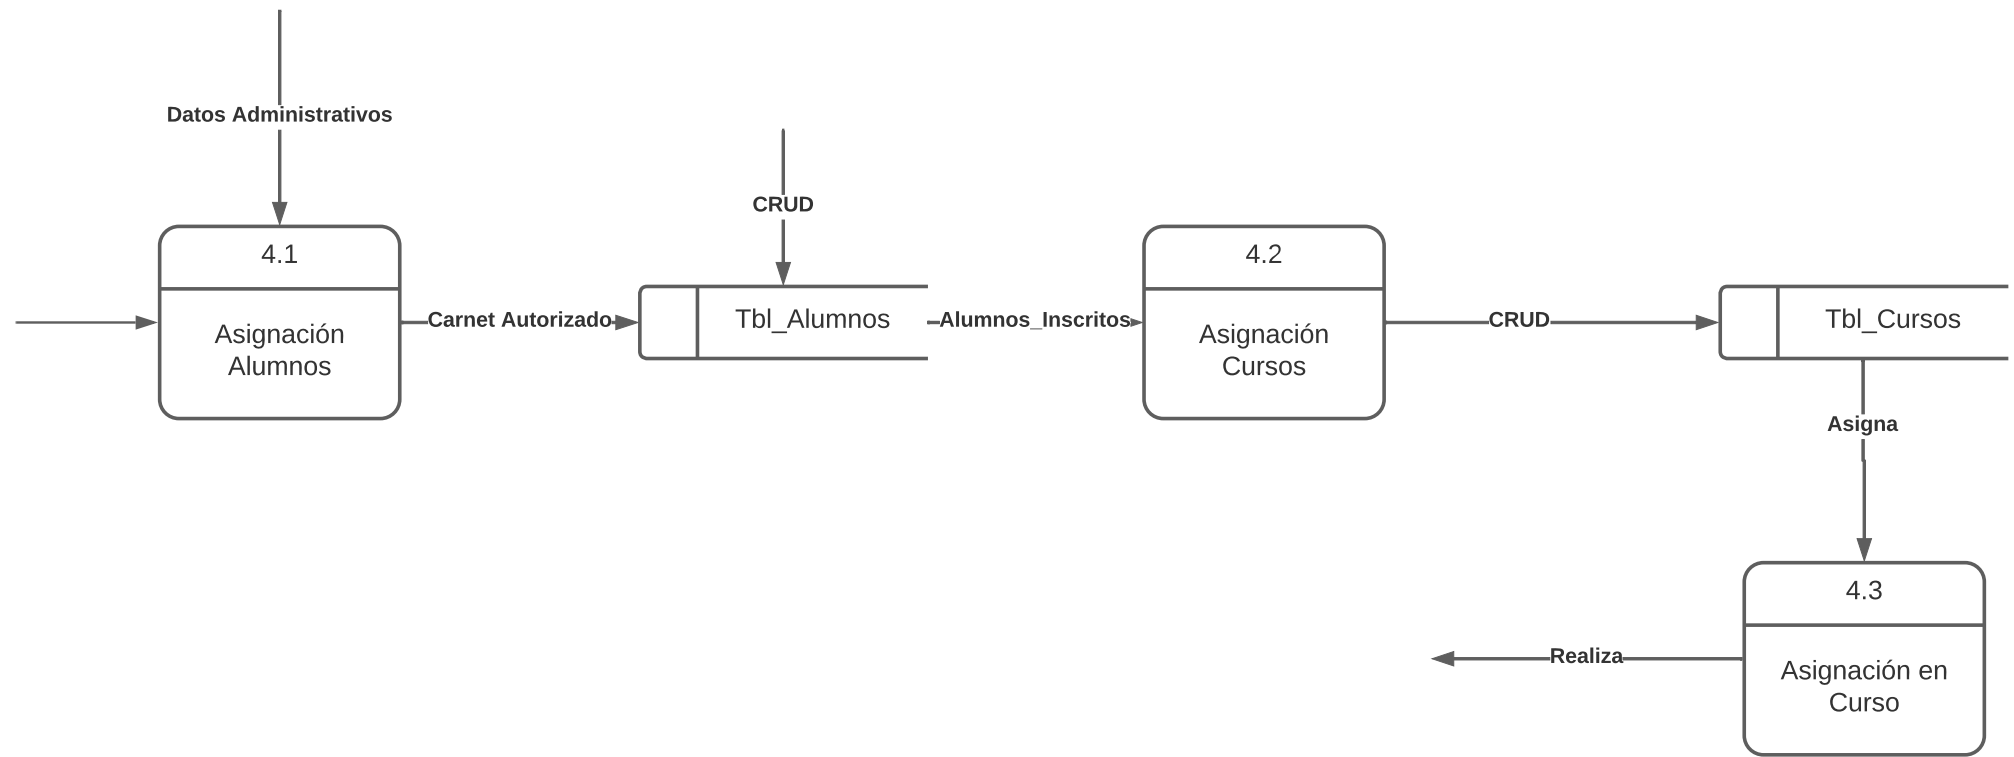 Datos Administrativos
CRUD
4.1
Asignación
Alumnos
Carnet Autorizado
Tbl_Alumnos
Alumnos_Inscritos
4.2
Asignación
Cursos
CRUD
Tbl_Cursos
Asigna
4.3
Asignación en
Curso
Realiza